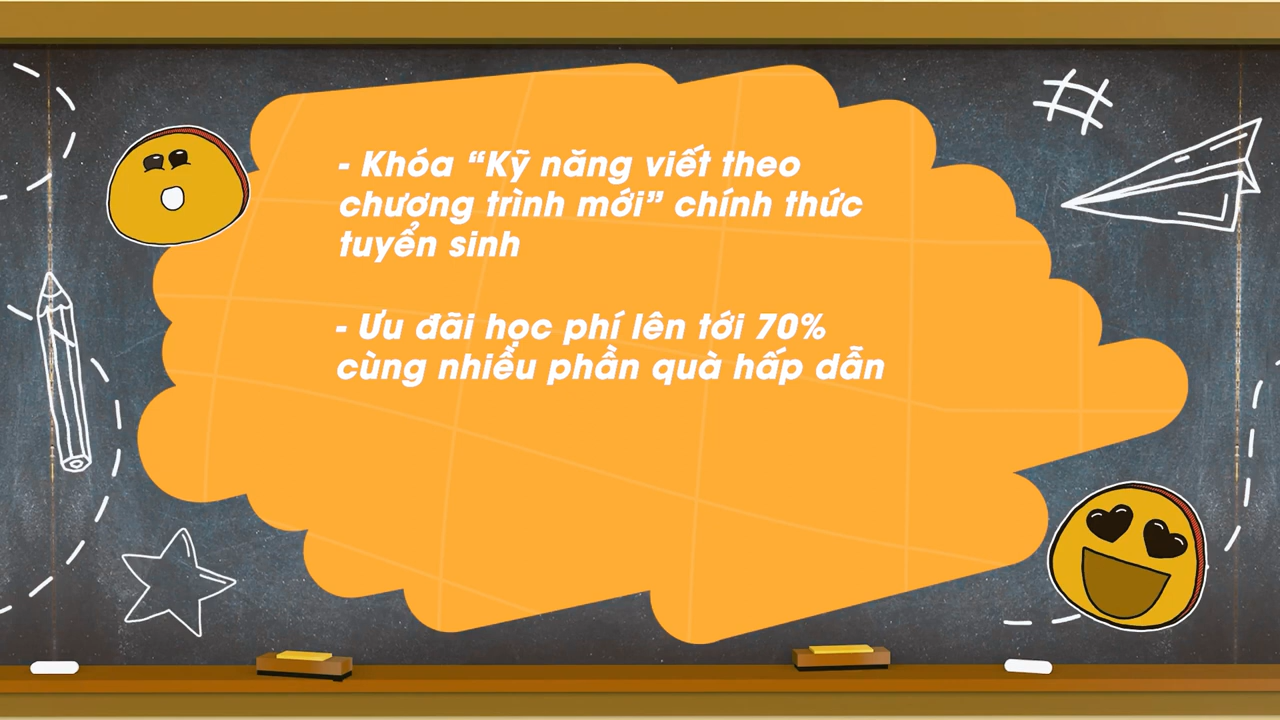 - Khóa “Kỹ năng viết theo
chương trình mới” chính thức
tuyển sinh
- Ưu đãi học phí lên tới 70%
cùng nhiều phần quà hấp dẫn